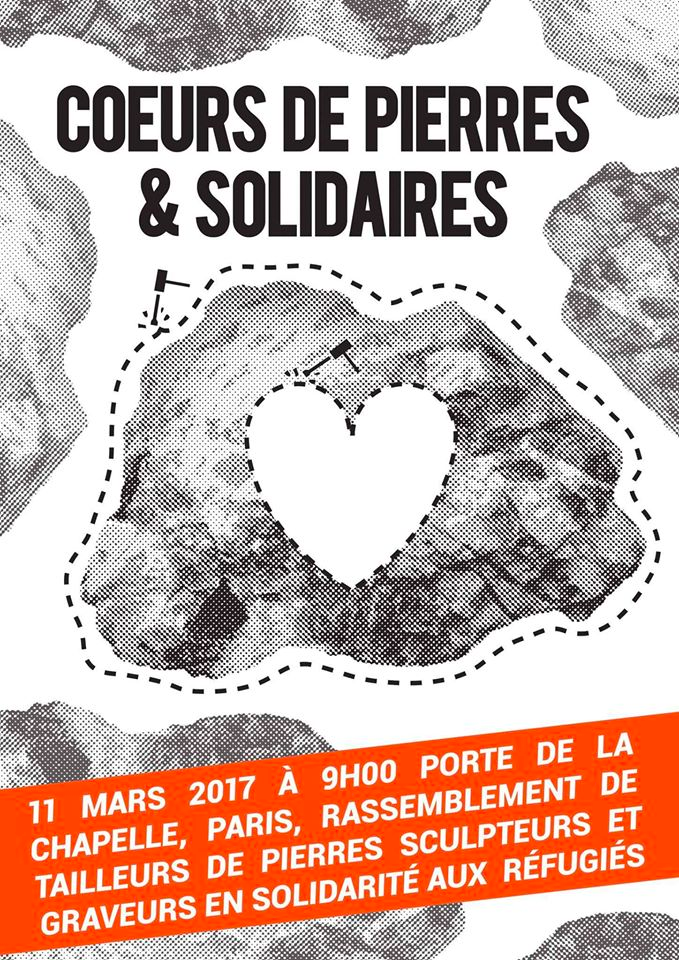 COEURS DE PIERRES
& SOLIDAIRES
11 MARS 2017 À 9H00 PORTE DE LA
CHAPELLE, PARIS, RASSEMBLEMENT DE
TAILLEURS DE PIERRES SCULPTEURS ET
GRAVEURS EN SOLIDARITÉ AUX RÉFUGIÉS